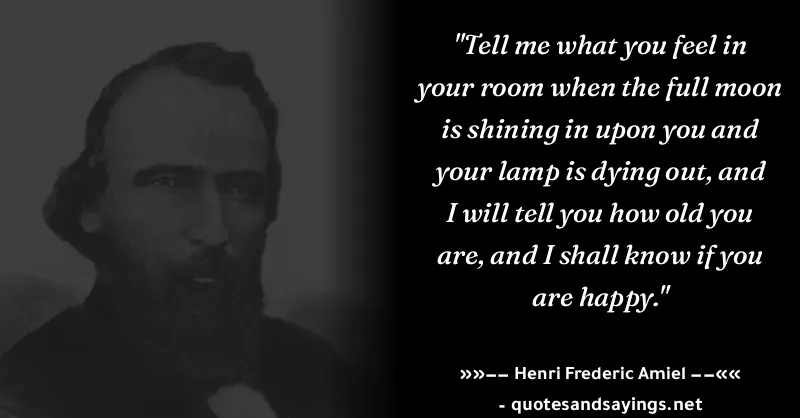 "Tell me what you feel in
your room when the full moon
is shining in upon you and
your lamp is dying out, and
I will tell you how old you
are, and I shall know if you
are happy."
»»–– Henri Frederic Amiel ––««
- quotesandsayings.net